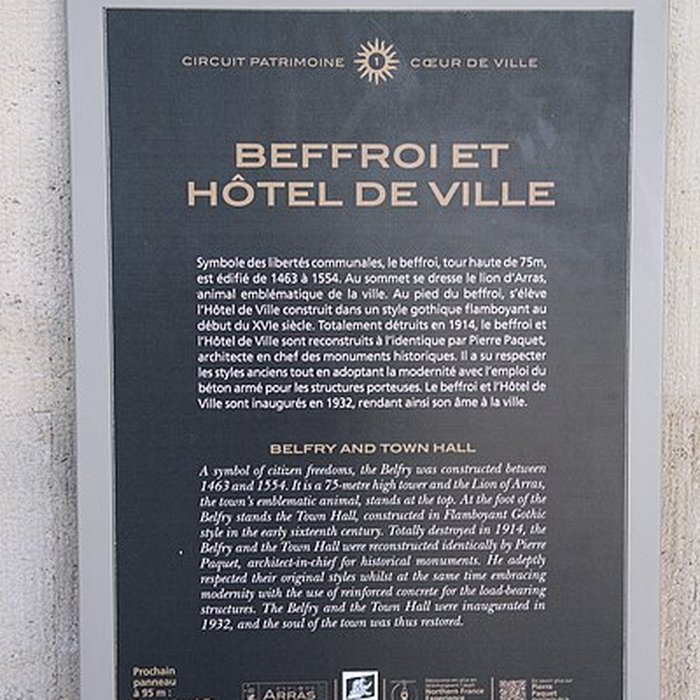 CIRCUIT PATRIMOINE 1 CŒUR DE VILLE
BEFFROI ET
HÔTEL DE VILLE
Symbole des libertés communales, le beffroi, tour haute de 75m,
est édifié de 1463 à 1554. Au sommet se dresse le lion d'Arras,
animal emblématique de la ville. Au pied du beffroi, s'élève
l'Hôtel de Ville construit dans un style gothique flamboyant au
début du XVIe siècle. Totalement détruits en 1914, le beffroi et
l'Hôtel de Ville sont reconstruits à l'identique par Pierre Paquet,
architecte en chef des monuments historiques. Il a su respecter
les styles anciens tout en adoptant la modernité avec l'emploi du
béton armé pour les structures porteuses. Le beffroi et l'Hôtel de
Ville sont inaugurés en 1932, rendant ainsi son âme à la ville.
BELFRY AND TOWN HALL
A symbol of citizen freedoms, the Belfry was constructed between
1463 and 1554. It is a 75-metre high tower and the Lion of Arras,
the town's emblematic animal, stands at the top. At the foot of the
Belfry stands the Town Hall, constructed in Flamboyant Gothic
style in the early sixteenth century. Totally destroyed in 1914, the
Belfry and the Town Hall were reconstructed identically by Pierre
Paquet, architect-in-chief for historical monuments. He adeptly
respected their original styles whilst at the same time embracing
modernity with the use of reinforced concrete for the load-bearing
structures. The Belfry and the Town Hall were inaugurated in
1932, and the soul of the town was thus restored.
Prochain
panneau
à 95 m :
ARRAS
Northern France
Experience
En savoir plus sur
Pierre
Paquet